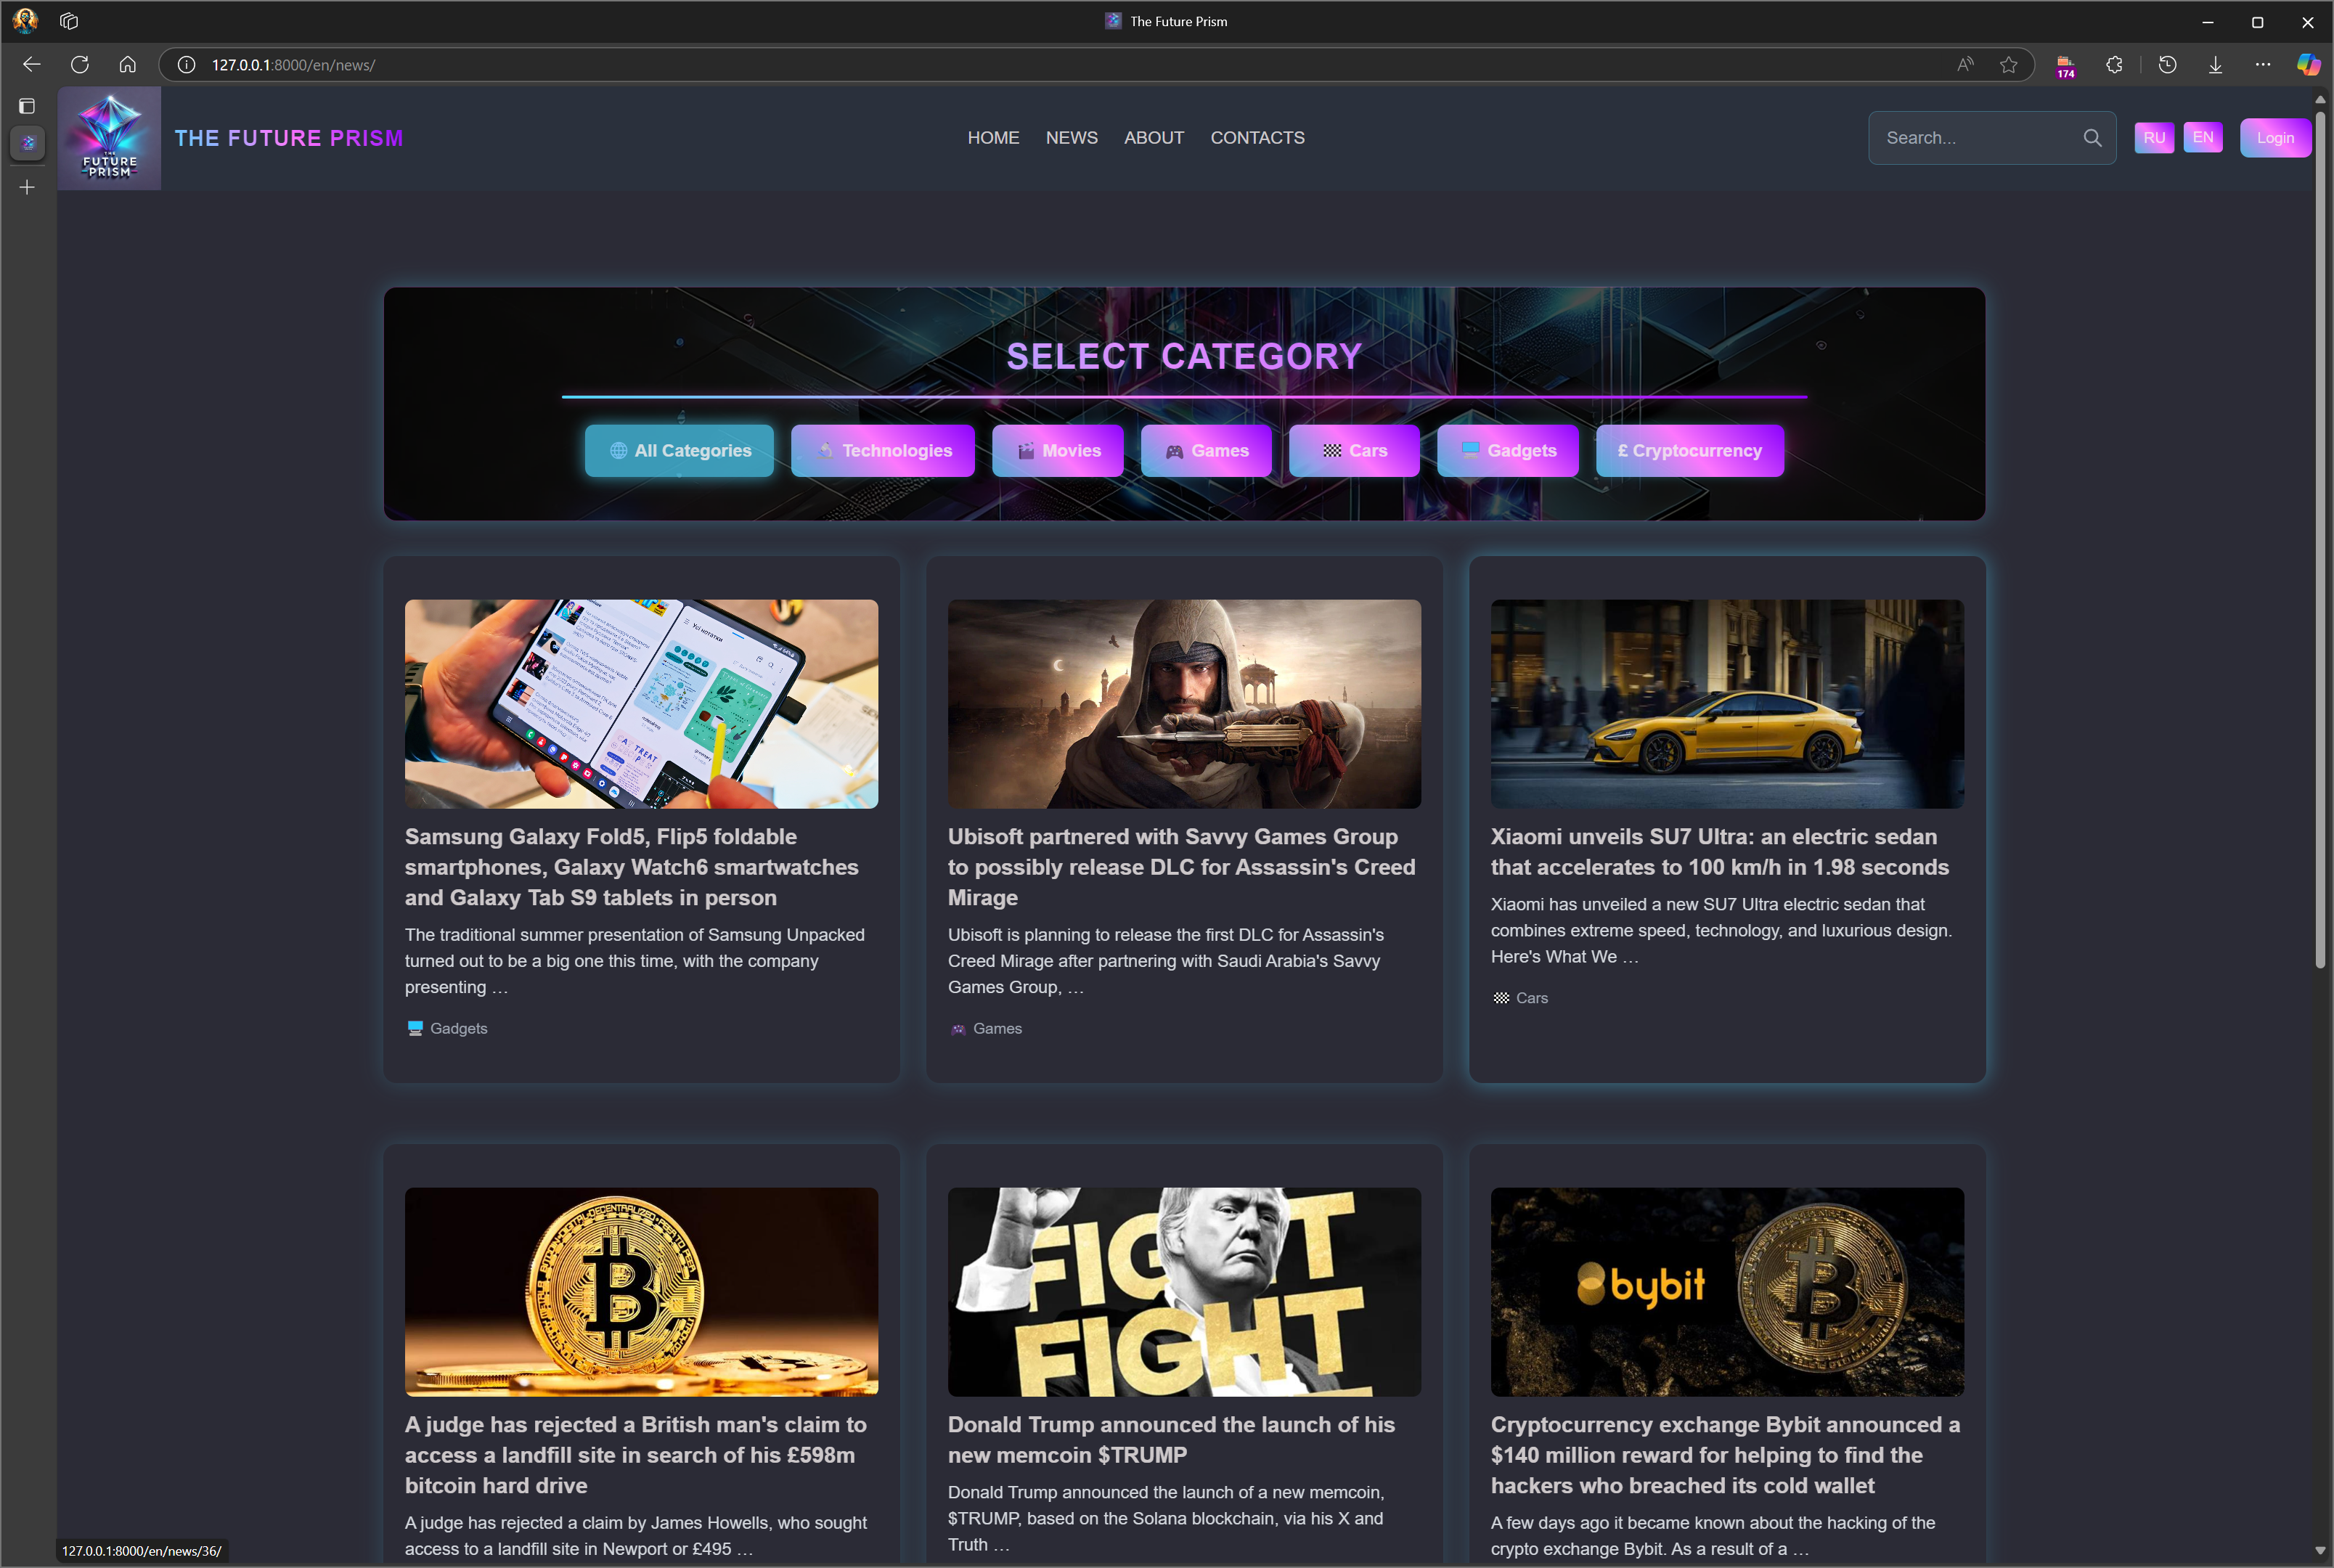 The Future Prism
127.0.0.1:8000/en/news/
174
THE
FUTURE
PRISM
THE FUTURE PRISM
HOME NEWS ABOUT CONTACTS
Search...
RU EN Login
SELECT CATEGORY
All Categories Technologies Movies Games Cars Gadgets £ Cryptocurrency
Усі нотатки
Samsung Galaxy Fold5, Flip5 foldable
smartphones, Galaxy Watch6 smartwatches
and Galaxy Tab S9 tablets in person
The traditional summer presentation of Samsung Unpacked
turned out to be a big one this time, with the company
presenting …
Gadgets
Ubisoft partnered with Savvy Games Group
to possibly release DLC for Assassin's Creed
Mirage
Ubisoft is planning to release the first DLC for Assassin's
Creed Mirage after partnering with Saudi Arabia's Savvy
Games Group, …
Games
Xiaomi unveils SU7 Ultra: an electric sedan
that accelerates to 100 km/h in 1.98 seconds
Xiaomi has unveiled a new SU7 Ultra electric sedan that
combines extreme speed, technology, and luxurious design.
Here's What We …
Cars
A judge has rejected a British man's claim to
access a landfill site in search of his £598m
bitcoin hard drive
A judge has rejected a claim by James Howells, who sought
access to a landfill site in Newport or £495 …
FIGHT
FIGHT
Donald Trump announced the launch of his
new memcoin $TRUMP
Donald Trump announced the launch of a new memcoin,
$TRUMP, based on the Solana blockchain, via his X and
Truth …
bybit
Cryptocurrency exchange Bybit announced a
$140 million reward for helping to find the
hackers who breached its cold wallet
A few days ago it became known about the hacking of the
crypto exchange Bybit. As a result of a …
127.0.0.1:8000/en/news/36/